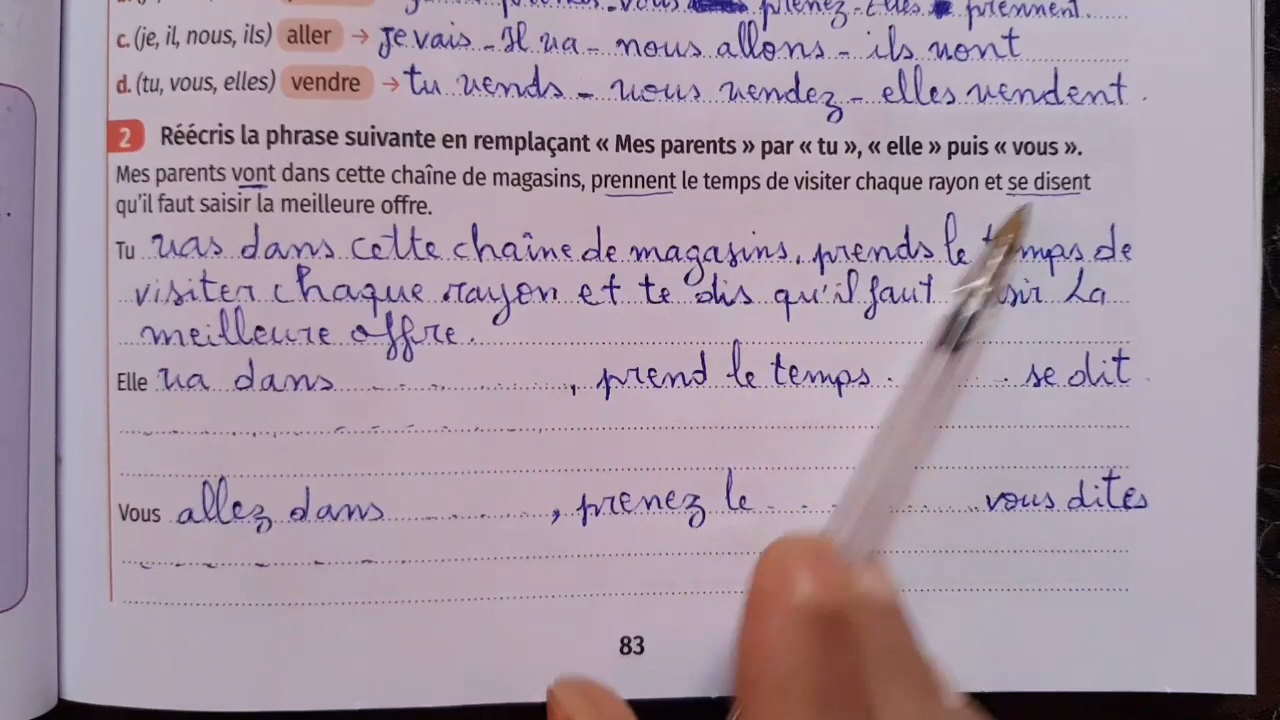 prenez - elles prennent.
c. (je, il, nous, ils) aller → je vais - Il va - nous allons - ils vont
d. (tu, vous, elles) vendre → tu vends - vous vendez - elles vendent.
2 Réécris la phrase suivante en remplaçant « Mes parents » par « tu », « elle » puis « vous ».
Mes parents vont dans cette chaîne de magasins, prennent le temps de visiter chaque rayon et se disent
qu'il faut saisir la meilleure offre.
Tu vas dans cette chaîne de magasins, prends le temps de
visiter chaque rayon et te dis qu'il faut La
meilleure offre.
Elle va dans , prend le temps se dit
Vous allez dans , prenez le vous dites
83